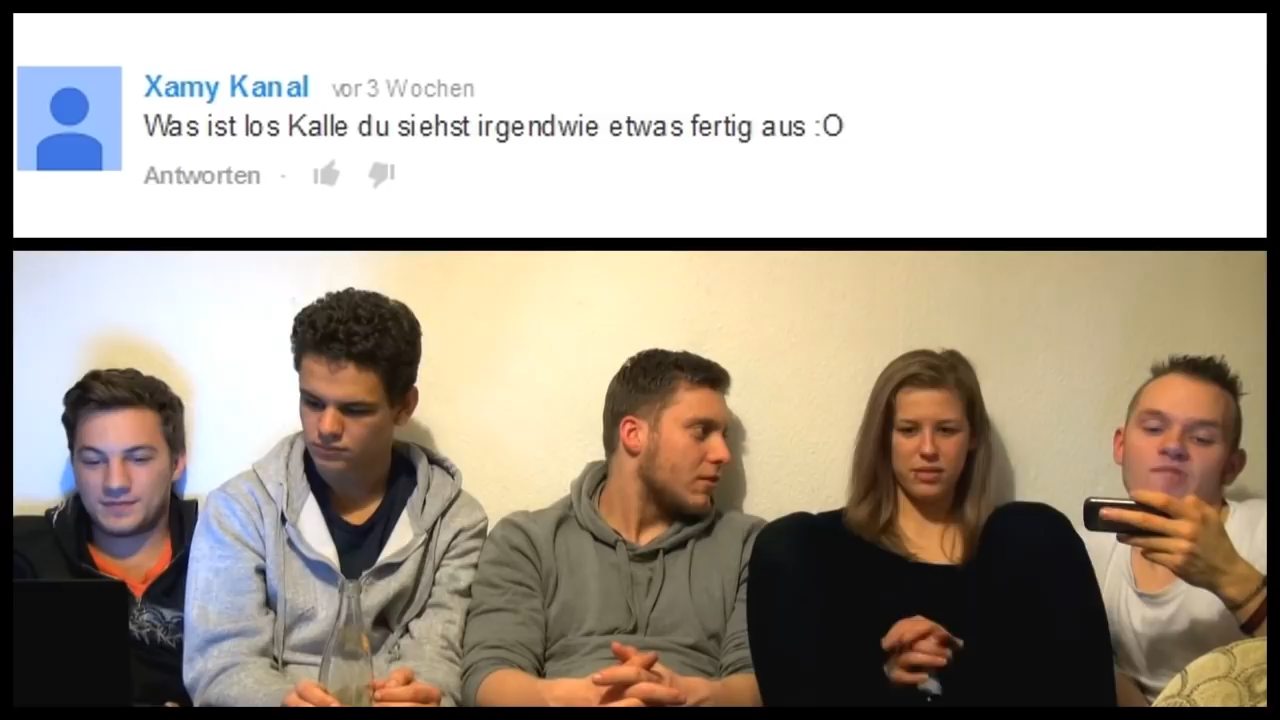 Xamy Kanal vor 3 Wochen
Was ist los Kalle du siehst irgendwie etwas fertig aus :O
Antworten ·